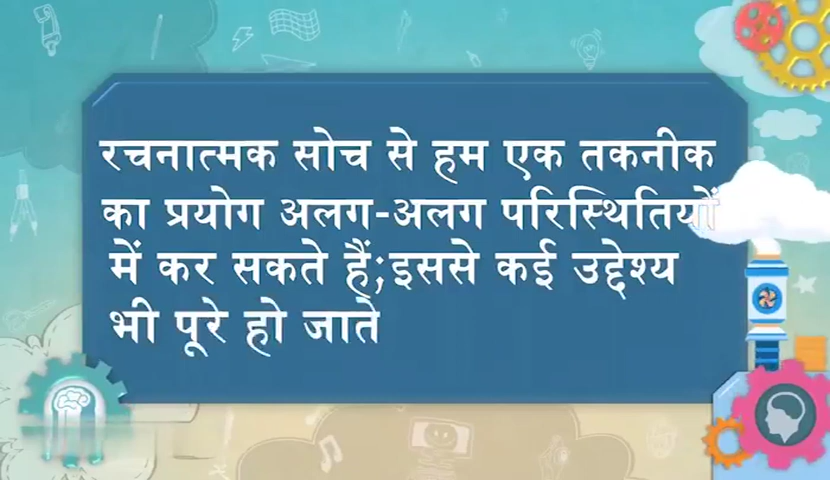 रचनात्मक सोच से हम एक तकनीक
का प्रयोग अलग-अलग परिस्थितियों
में कर सकते हैं;इससे कई उद्देश्य
भी पूरे हो जाते